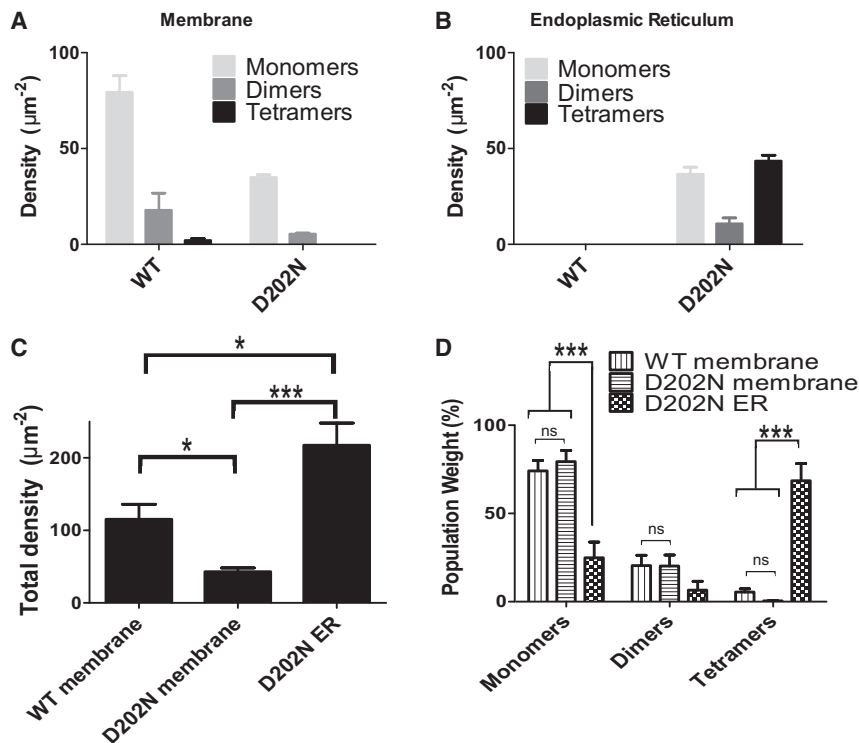 A
Membrane
Density (μm-2)
100
50
0
Monomers
Dimers
Tetramers
WT
D202N
B
Endoplasmic Reticulum
Density (μm-2)
100
50
0
Monomers
Dimers
Tetramers
WT
D202N
C
Total density (μm-2)
200
100
0
*
***
*
WT membrane
D202N membrane
D202N ER
D
Population Weight (%)
100
50
0
***
ns
ns
***
ns
WT membrane
D202N membrane
D202N ER
Monomers
Dimers
Tetramers